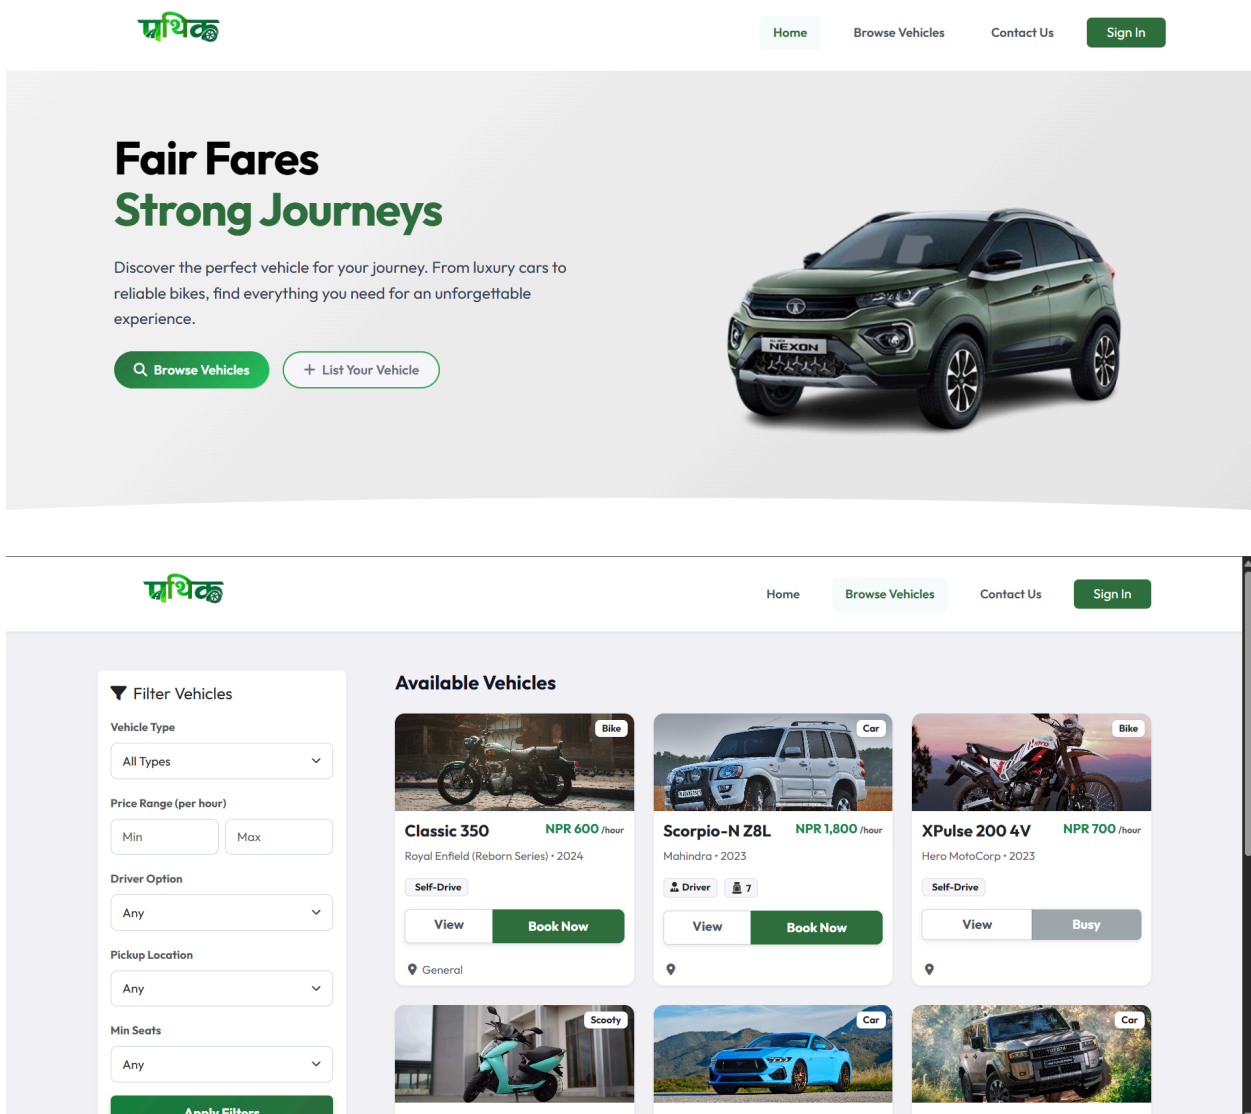 पथिक
Home
Browse Vehicles
Contact Us
Sign In
Fair Fares
Strong Journeys
Discover the perfect vehicle for your journey. From luxury cars to
reliable bikes, find everything you need for an unforgettable
experience.
Browse Vehicles
List Your Vehicle
NEXON
पथिक
Home
Browse Vehicles
Contact Us
Sign In
Filter Vehicles
Vehicle Type
All Types
Price Range (per hour)
Min
Max
Driver Option
Any
Pickup Location
Any
Min Seats
Any
Apply Filters
Available Vehicles
Bike
Classic 350
NPR 600 /hour
Royal Enfield (Reborn Series) • 2024
Self-Drive
View
Book Now
General
Car
Scorpio-N Z8L
NPR 1,800 /hour
Mahindra • 2023
Driver
7
View
Book Now
Bike
Hero
XPulse 200 4V
NPR 700 /hour
Hero MotoCorp • 2023
Self-Drive
View
Busy
Scooty
Car
Car